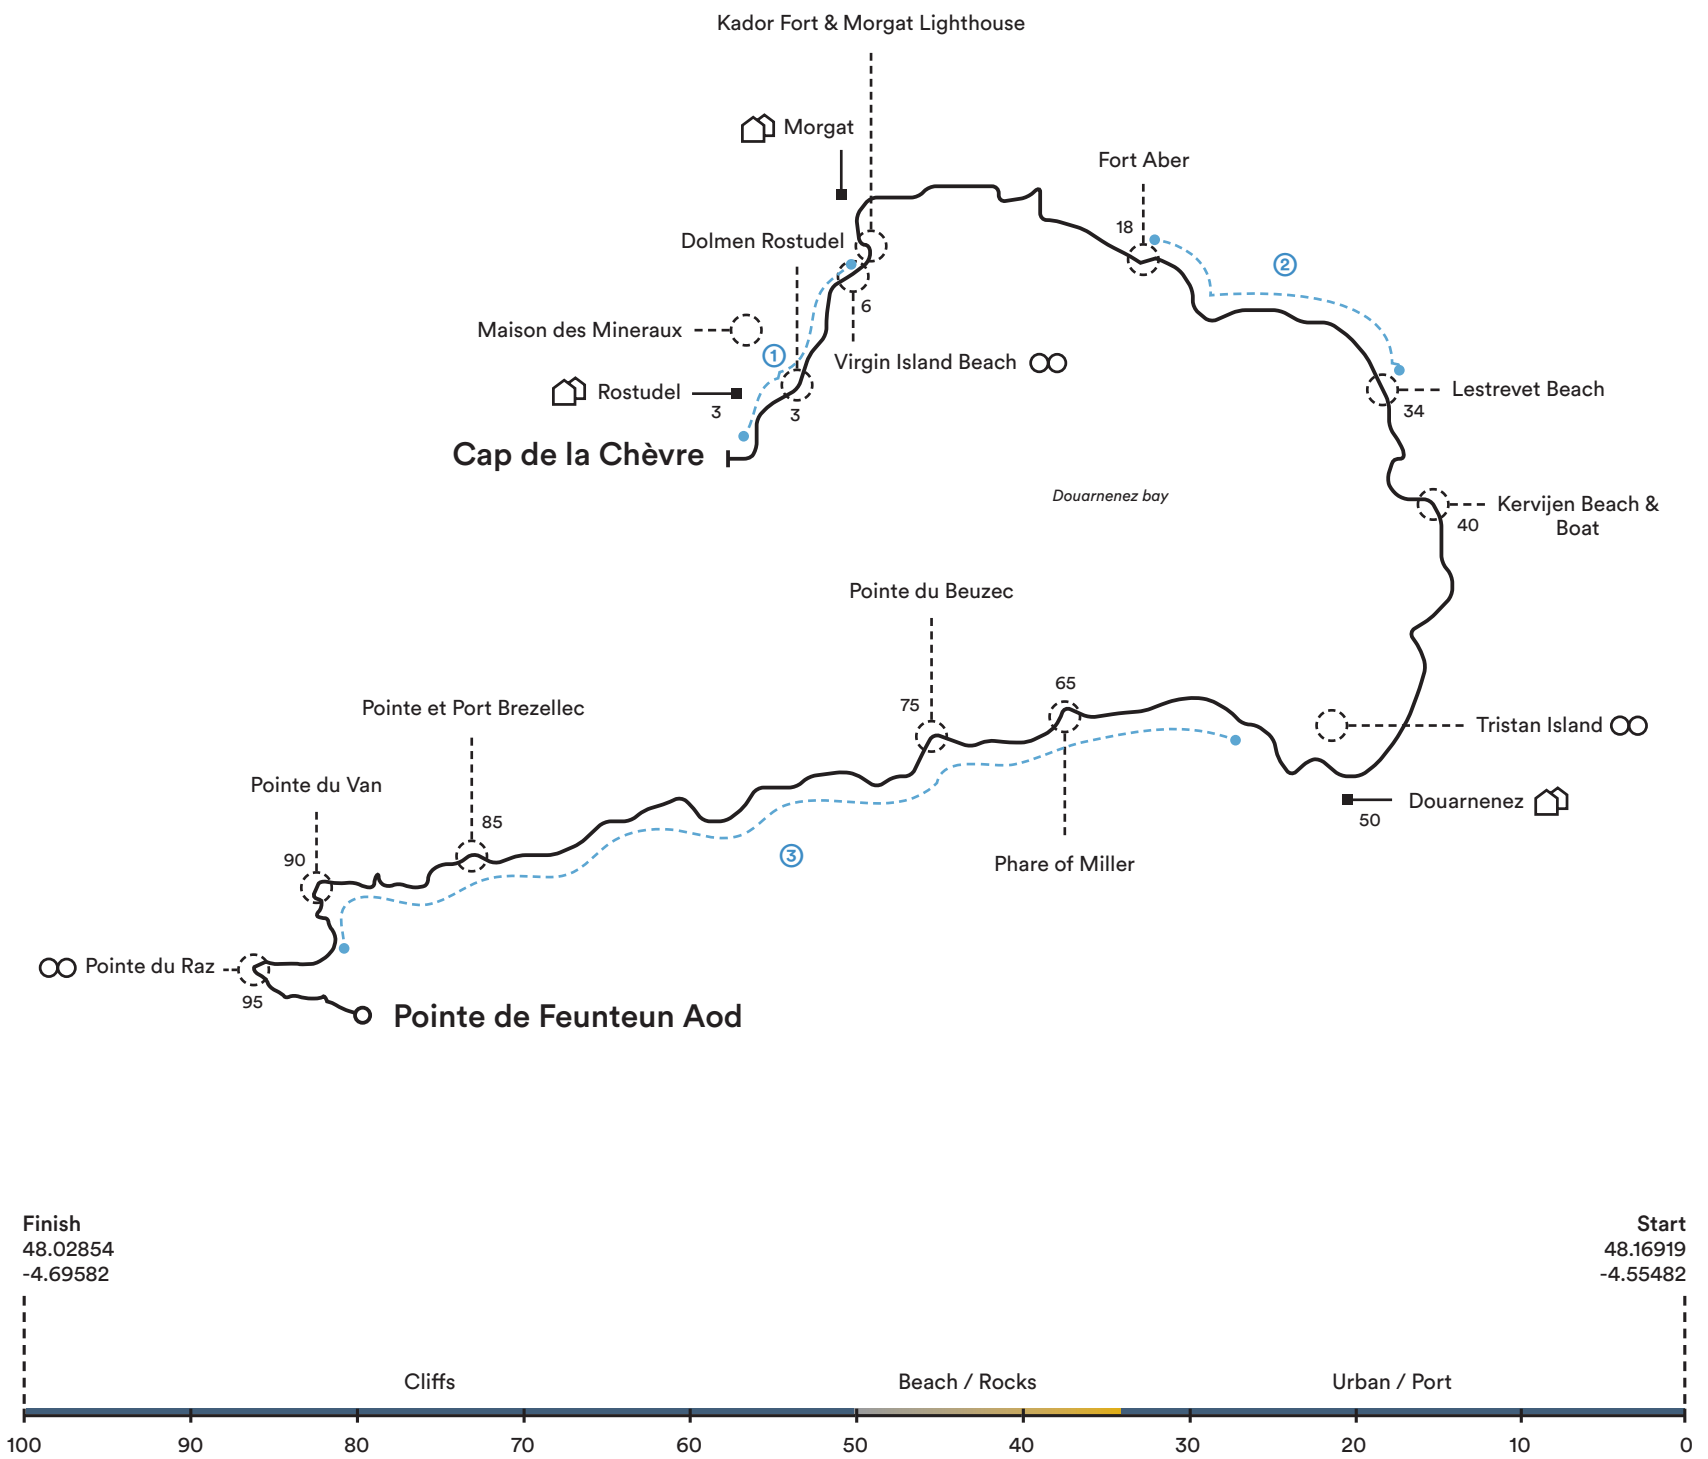 Kador Fort & Morgat Lighthouse
Morgat
Fort Aber
18
Dolmen Rostudel
2
6
Maison des Mineraux
1
Virgin Island Beach
Rostudel
3
3
Lestrevet Beach
34
Cap de la Chèvre
Douarnenez bay
Kervijen Beach &
Boat
40
Pointe du Beuzec
75
65
Pointe et Port Brezellec
Tristan Island
Pointe du Van
Douarnenez
50
85
3
Phare of Miller
90
Pointe du Raz
95
Pointe de Feunteun Aod
Finish
48.02854
-4.69582
Start
48.16919
-4.55482
Cliffs
Beach / Rocks
Urban / Port
100 90 80 70 60 50 40 30 20 10 0